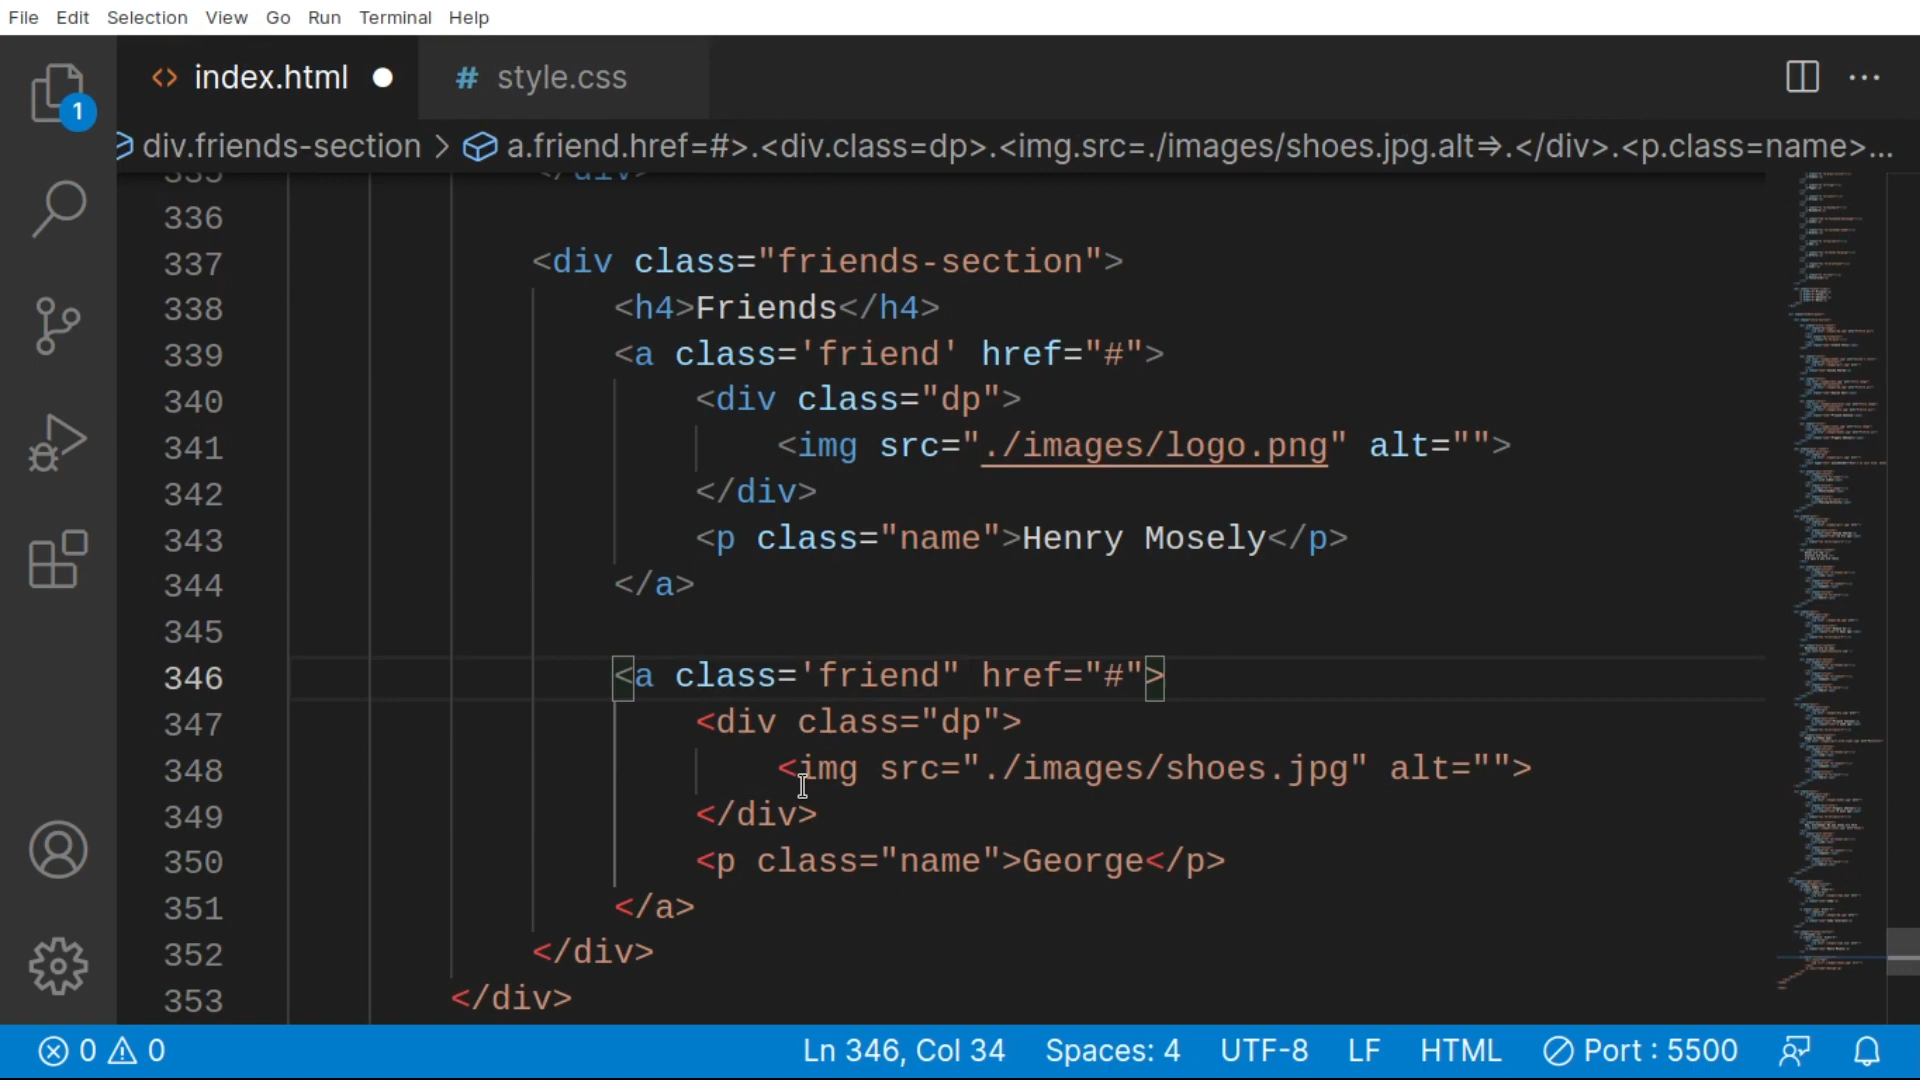 File Edit Selection View Go Run Terminal Help
index.html # style.css
1
div.friends-section > a.friend.href=#>.<div.class=dp>.<img.src=./images/shoes.jpg.alt=>.</div>.<p.class=name>...
335 </div>
336
337 <div class="friends-section">
338 <h4>Friends</h4>
339 <a class='friend' href="#">
340 <div class="dp">
341 <img src="./images/logo.png" alt="">
342 </div>
343 <p class="name">Henry Mosely</p>
344 </a>
345
346 <a class='friend" href="#">
347 <div class="dp">
348 <img src="./images/shoes.jpg" alt="">
349 </div>
350 <p class="name">George</p>
351 </a>
352 </div>
353 </div>
0 0 Ln 346, Col 34 Spaces: 4 UTF-8 LF HTML Port : 5500